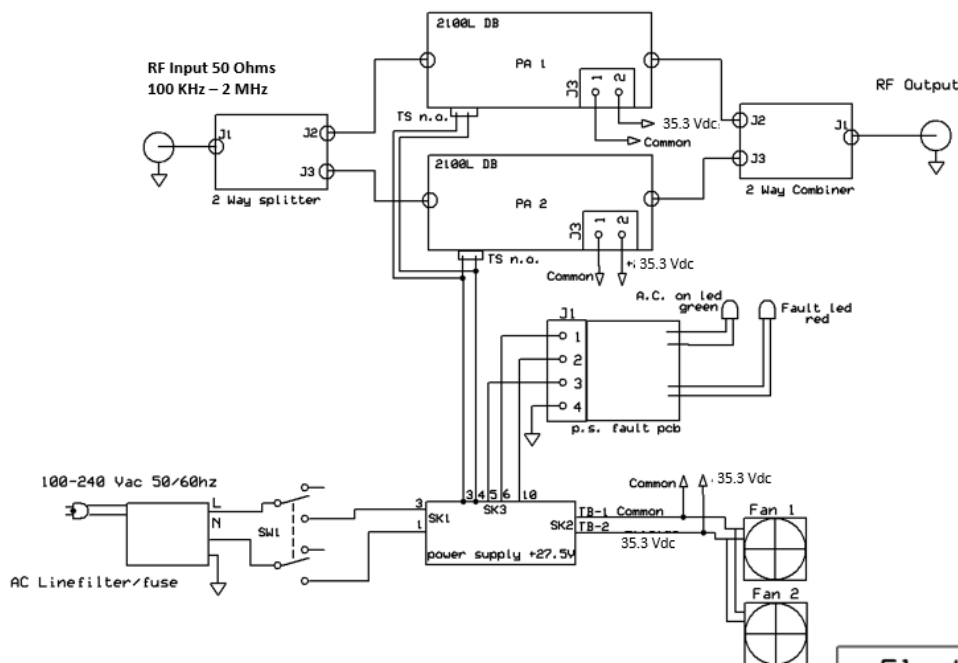 2100L DB
PA 1
RF Input 50 Ohms
100 KHz – 2 MHz
J3
1 2
RF Output
TS n.o.
35.3 Vdc
Common
J1
J2
J3
2 Way splitter
2100L DB
PA 2
J3
1 2
TS n.o.
Common
35.3 Vdc
J2
J1
J3
2 Way Combiner
A.C. on led
green
Fault led
red
J1
1
2
3
4
p.s. fault pcb
100-240 Vac 50/60hz
L
N
SW1
AC Linefilter/fuse
3
1
SK1
3 4 5 6 10
SK3
SK2
power supply +27.5V
TB-1 Common
TB-2
35.3 Vdc
Common
35.3 Vdc
Fan 1
Fan 2